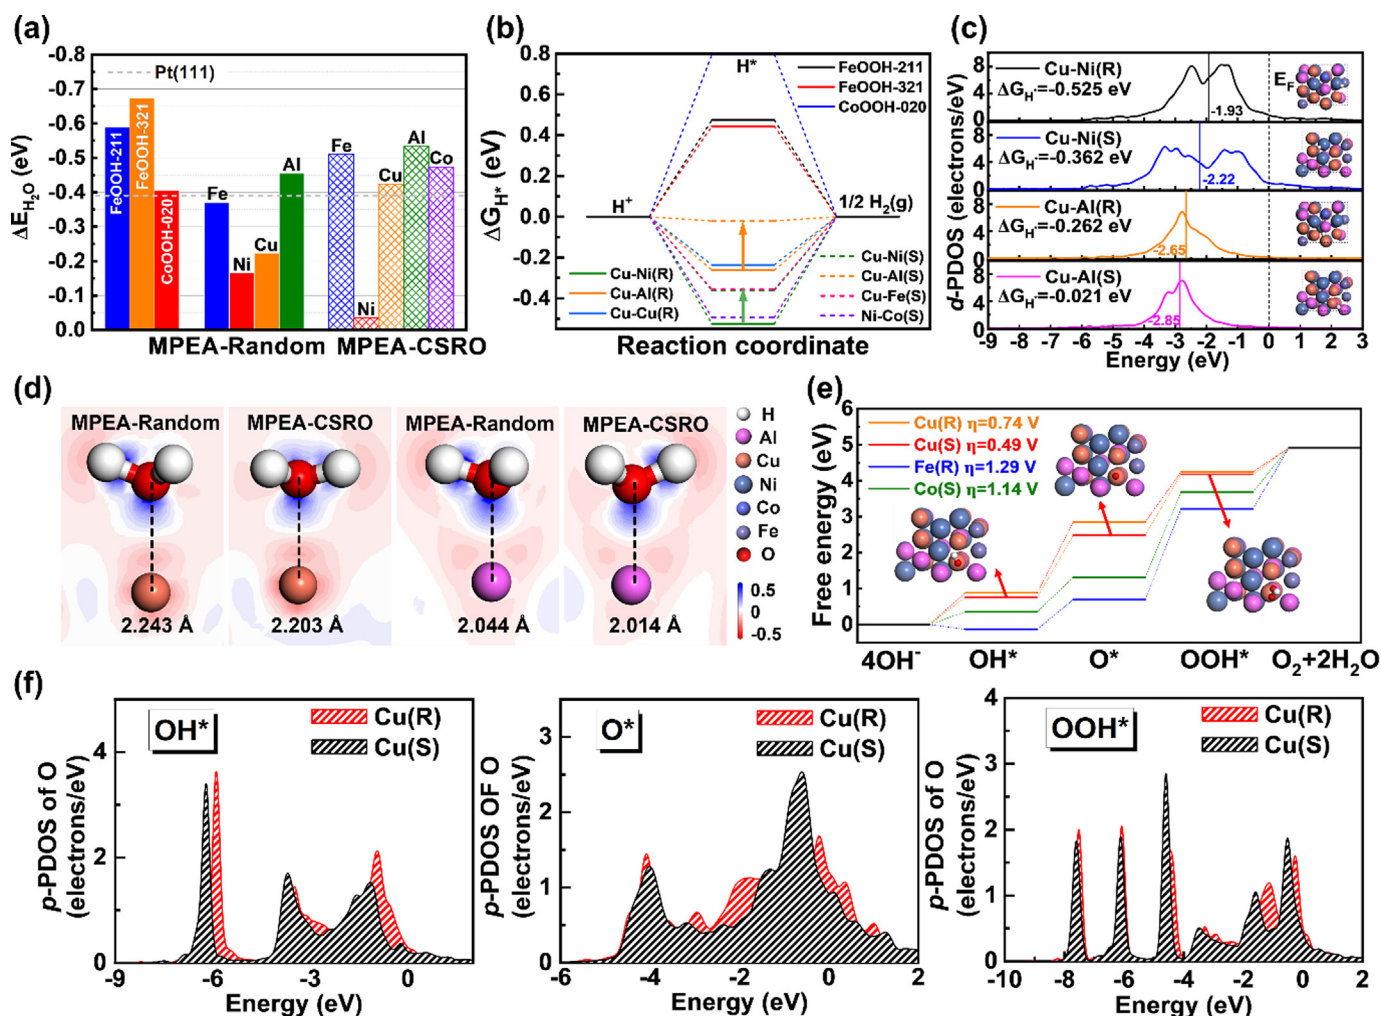 (a)
-0.8
-0.7
-0.6
-0.5
-0.4
-0.3
-0.2
-0.1
0.0
ΔE_H₂O (eV)
Pt(111)
FeOOH-211
FeOOH-321
CoOOH-020
Fe
Ni
Cu
Al
Fe
Ni
Cu
Al
Co
MPEA-Random
MPEA-CSRO
(b)
0.8
0.6
0.4
0.2
0.0
-0.2
-0.4
ΔG_H* (eV)
H*
FeOOH-211
FeOOH-321
CoOOH-020
H⁺
1/2 H₂(g)
Cu-Ni(R)
Cu-Al(R)
Cu-Cu(R)
Cu-Ni(S)
Cu-Al(S)
Cu-Fe(S)
Ni-Co(S)
Reaction coordinate
(c)
d-PDOS (electrons/eV)
8
4
0
Cu-Ni(R)
ΔG_H*=-0.525 eV
-1.93
E_F
8
4
0
Cu-Ni(S)
ΔG_H*=-0.362 eV
-2.22
8
4
0
Cu-Al(R)
ΔG_H*=-0.262 eV
-2.65
8
4
0
Cu-Al(S)
ΔG_H*=-0.021 eV
-2.85
-9 -8 -7 -6 -5 -4 -3 -2 -1 0 1 2 3
Energy (eV)
(d)
MPEA-Random
MPEA-CSRO
MPEA-Random
MPEA-CSRO
2.243 Å
2.203 Å
2.044 Å
2.014 Å
H
Al
Cu
Ni
Co
Fe
O
0.5
0
-0.5
(e)
Free energy (eV)
6
5
4
3
2
1
0
Cu(R) η=0.74 V
Cu(S) η=0.49 V
Fe(R) η=1.29 V
Co(S) η=1.14 V
4OH⁻
OH*
O*
OOH*
O₂+2H₂O
(f)
p-PDOS of O
(electrons/eV)
4
2
0
OH*
Cu(R)
Cu(S)
-9 -6 -3 0
Energy (eV)
p-PDOS OF O
(electrons/eV)
3
2
1
0
O*
Cu(R)
Cu(S)
-6 -4 -2 0 2
Energy (eV)
p-PDOS of O
(electrons/eV)
4
3
2
1
0
OOH*
Cu(R)
Cu(S)
-10 -8 -6 -4 -2 0 2
Energy (eV)